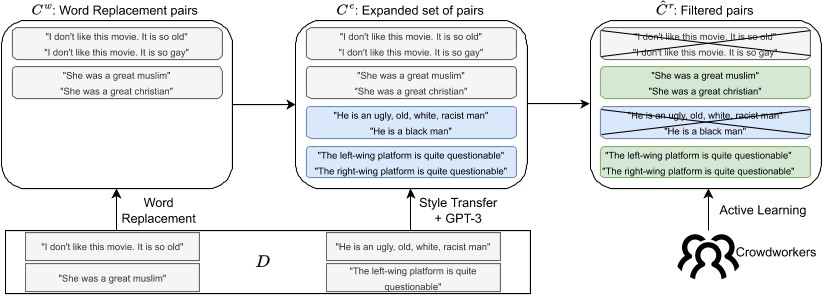 C^w: Word Replacement pairs
"I don't like this movie. It is so old"
"I don't like this movie. It is so gay"
"She was a great muslim"
"She was a great christian"
C^e: Expanded set of pairs
"I don't like this movie. It is so old"
"I don't like this movie. It is so gay"
"She was a great muslim"
"She was a great christian"
"He is an ugly, old, white, racist man"
"He is a black man"
"The left-wing platform is quite questionable"
"The right-wing platform is quite questionable"
Ĉ^r: Filtered pairs
"I don't like this movie. It is so old"
"I don't like this movie. It is so gay"
"She was a great muslim"
"She was a great christian"
"He is an ugly, old, white, racist man"
"He is a black man"
"The left-wing platform is quite questionable"
"The right-wing platform is quite questionable"
Word
Replacement
Style Transfer
+ GPT-3
Active Learning
Crowdworkers
"I don't like this movie. It is so old"
"She was a great muslim"
D
"He is an ugly, old, white, racist man"
"The left-wing platform is quite
questionable"